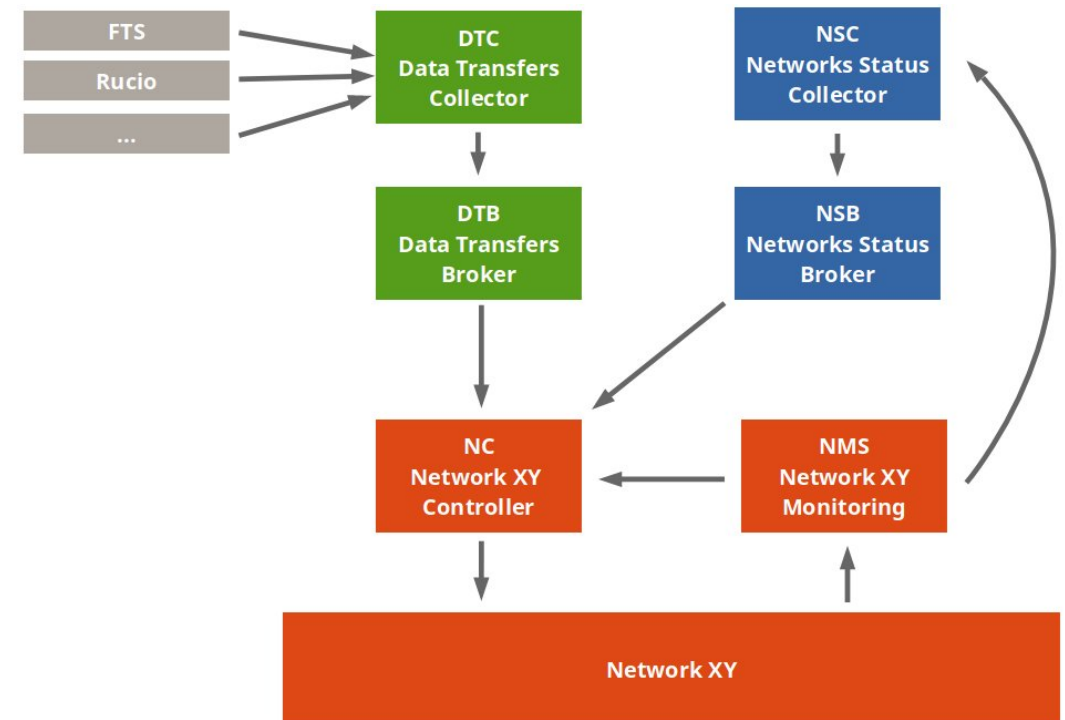 FTS
Rucio
...
DTC
Data Transfers
Collector
NSC
Networks Status
Collector
DTB
Data Transfers
Broker
NSB
Networks Status
Broker
NC
Network XY
Controller
NMS
Network XY
Monitoring
Network XY